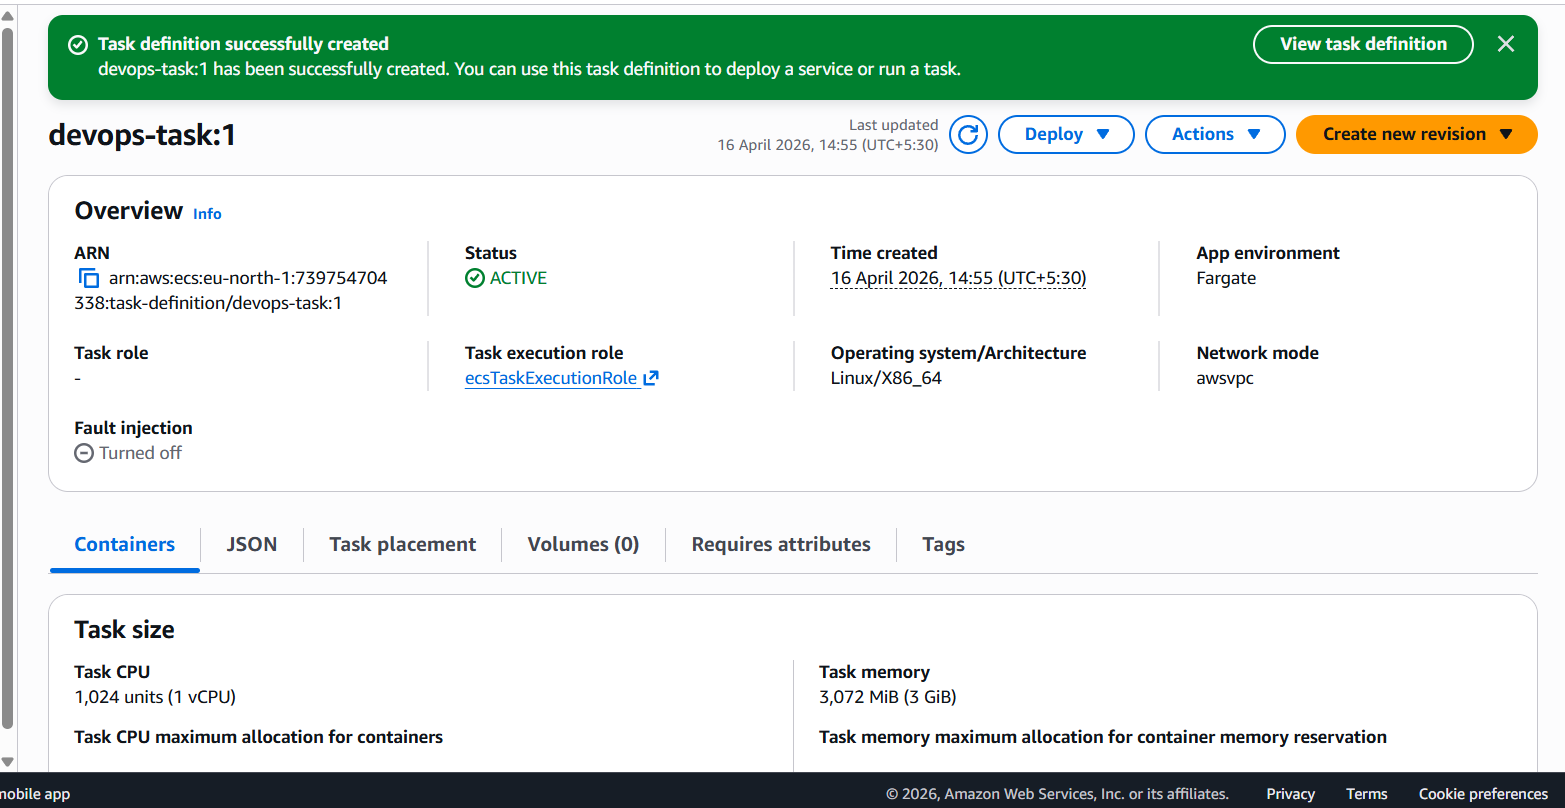 Task definition successfully created
devops-task:1 has been successfully created. You can use this task definition to deploy a service or run a task.
View task definition
devops-task:1
Last updated
16 April 2026, 14:55 (UTC+5:30)
Deploy
Actions
Create new revision
Overview Info
ARN
arn:aws:ecs:eu-north-1:739754704
338:task-definition/devops-task:1
Status
ACTIVE
Time created
16 April 2026, 14:55 (UTC+5:30)
App environment
Fargate
Task role
-
Task execution role
ecsTaskExecutionRole
Operating system/Architecture
Linux/X86_64
Network mode
awsvpc
Fault injection
Turned off
Containers
JSON
Task placement
Volumes (0)
Requires attributes
Tags
Task size
Task CPU
1,024 units (1 vCPU)
Task memory
3,072 MiB (3 GiB)
Task CPU maximum allocation for containers
Task memory maximum allocation for container memory reservation
mobile app
© 2026, Amazon Web Services, Inc. or its affiliates.
Privacy
Terms
Cookie preferences